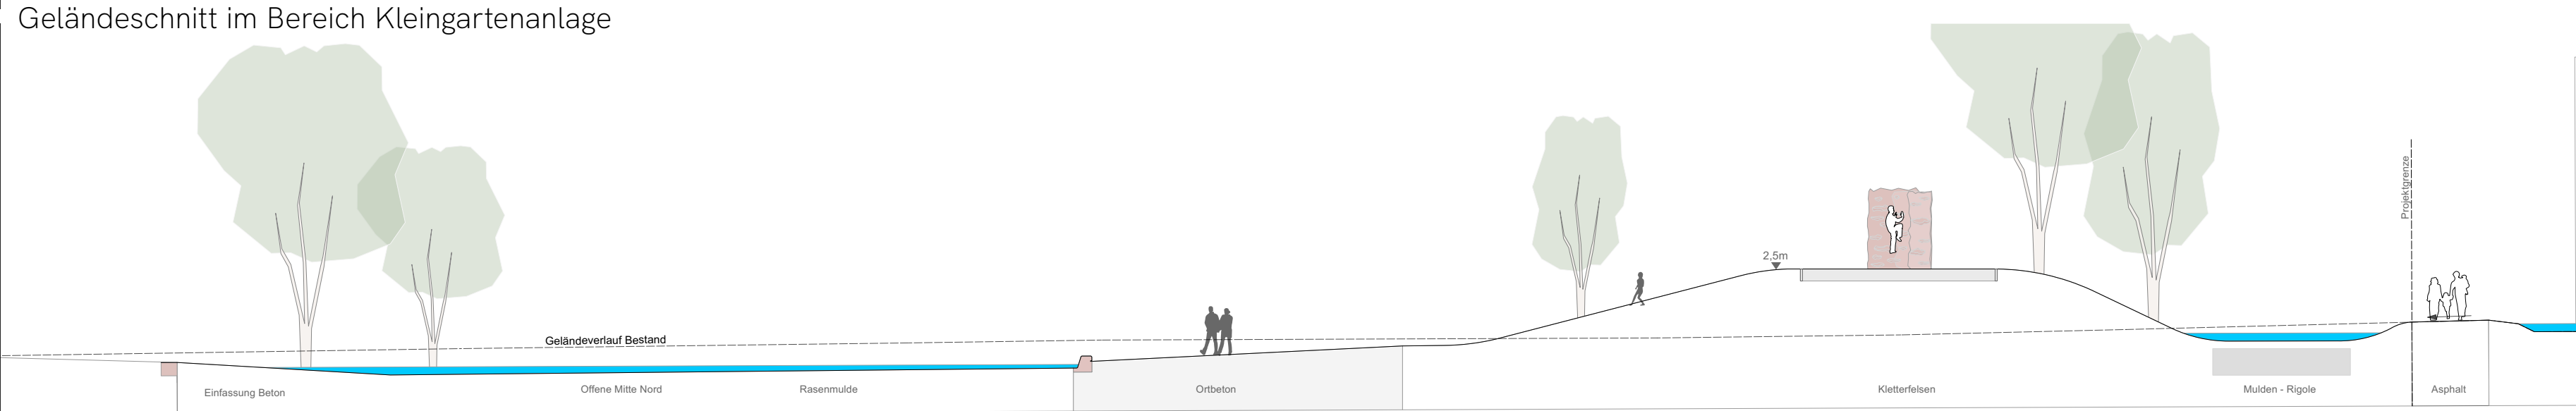 Geländeschnitt im Bereich Kleingartenanlage
Projektgrenze
2,5m
Geländeverlauf Bestand
Einfassung Beton
Offene Mitte Nord
Rasenmulde
Ortbeton
Kletterfelsen
Mulden - Rigole
Asphalt